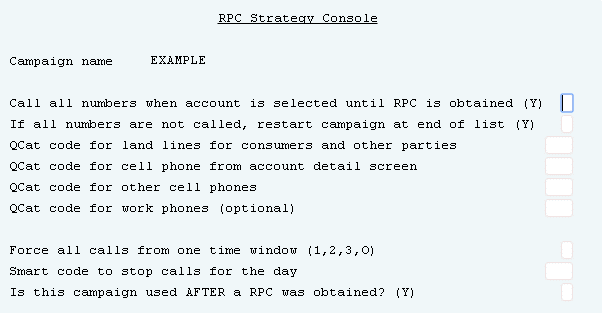 RPC Strategy Console
Campaign name EXAMPLE
Call all numbers when account is selected until RPC is obtained (Y)
If all numbers are not called, restart campaign at end of list (Y)
QCat code for land lines for consumers and other parties
QCat code for cell phone from account detail screen
QCat code for other cell phones
QCat code for work phones (optional)
Force all calls from one time window (1,2,3,O)
Smart code to stop calls for the day
Is this campaign used AFTER a RPC was obtained? (Y)